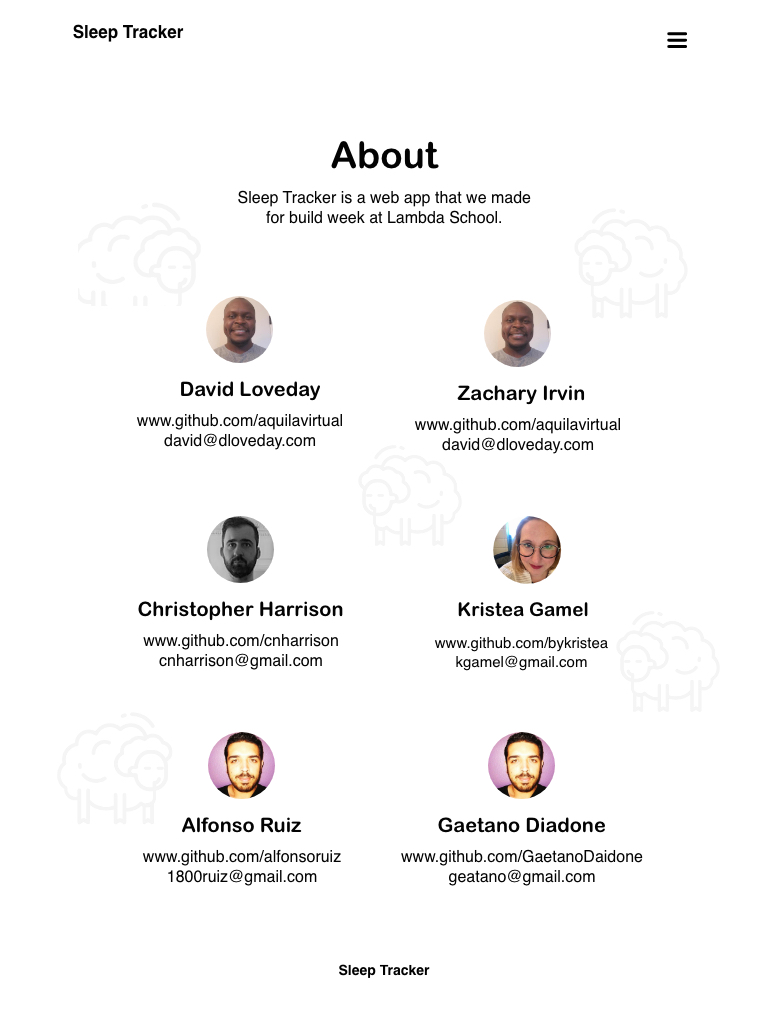 Sleep Tracker
About
Sleep Tracker is a web app that we made
for build week at Lambda School.
David Loveday
www.github.com/aquilavirtual
david@dloveday.com
Zachary Irvin
www.github.com/aquilavirtual
david@dloveday.com
Christopher Harrison
www.github.com/cnharrison
cnharrison@gmail.com
Kristea Gamel
www.github.com/bykristea
kgamel@gmail.com
Alfonso Ruiz
www.github.com/alfonsoruiz
1800ruiz@gmail.com
Gaetano Diadone
www.github.com/GaetanoDaidone
geatano@gmail.com
Sleep Tracker